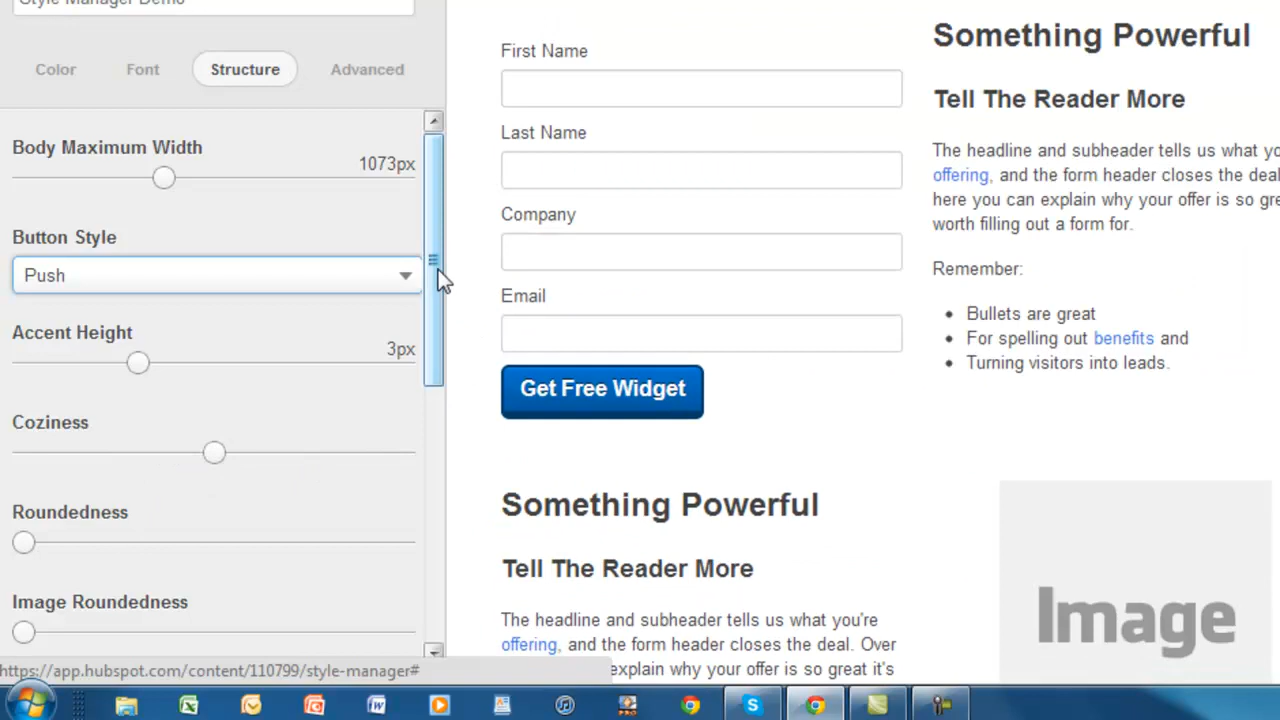 Style Manager Demo
Color
Font
Structure
Advanced
Body Maximum Width
1073px
Button Style
Push
Accent Height
3px
Coziness
Roundedness
Image Roundedness
https://app.hubspot.com/content/110799/style-manager#
First Name
Last Name
Company
Email
Get Free Widget
Something Powerful
Tell The Reader More
The headline and subheader tells us what you
offering, and the form header closes the deal.
here you can explain why your offer is so gre
worth filling out a form for.
Remember:
Bullets are great
For spelling out benefits and
Turning visitors into leads.
Something Powerful
Tell The Reader More
The headline and subheader tells us what you're
offering, and the form header closes the deal. Over
explain why your offer is so great it's
Image